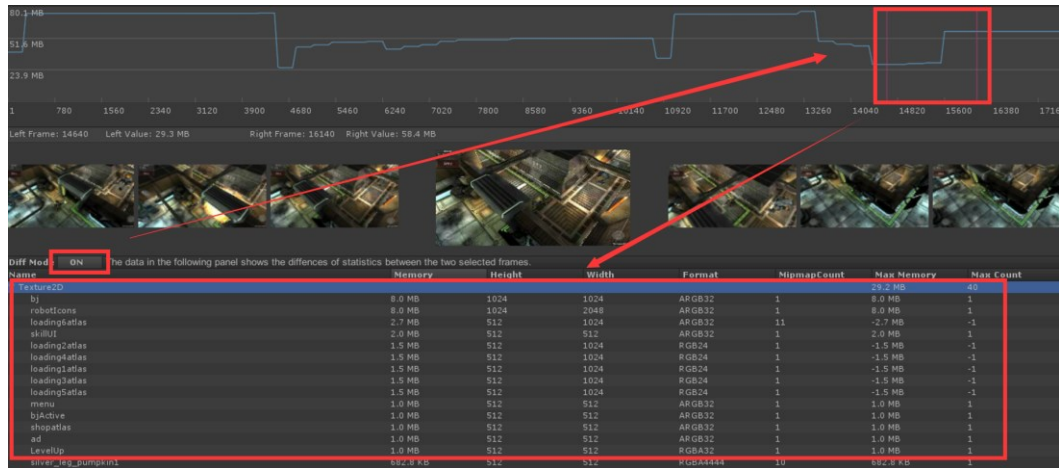 80.1 MB
51.6 MB
23.9 MB
1 780 1560 2340 3120 3900 4680 5460 6240 7020 7800 8580 9360 10140 10920 11700 12480 13260 14040 14820 15600 16380
Left Frame: 14640 Left Value: 29.3 MB Right Frame: 16140 Right Value: 58.4 MB
Diff Mode ON The data in the following panel shows the diffences of statistics between the two selected frames.
Name Memory Height Width Format MipmapCount Max Memory Max Count
Texture2D 29.2 MB 40
bj 8.0 MB 1024 1024 ARGB32 1 8.0 MB 1
robotIcons 8.0 MB 1024 2048 ARGB32 1 8.0 MB 1
loading6atlas 2.7 MB 512 1024 ARGB32 11 -2.7 MB -1
skillUI 2.0 MB 512 512 ARGB32 1 2.0 MB 1
loading2atlas 1.5 MB 512 1024 RGB24 1 -1.5 MB -1
loading4atlas 1.5 MB 512 1024 RGB24 1 -1.5 MB -1
loading1atlas 1.5 MB 512 1024 RGB24 1 -1.5 MB -1
loading3atlas 1.5 MB 512 1024 RGB24 1 -1.5 MB -1
loading5atlas 1.5 MB 512 1024 RGB24 1 -1.5 MB -1
menu 1.0 MB 512 512 ARGB32 1 1.0 MB 1
bjActive 1.0 MB 512 512 ARGB32 1 1.0 MB 1
shopatlas 1.0 MB 512 512 ARGB32 1 1.0 MB 1
ad 1.0 MB 512 512 ARGB32 1 1.0 MB 1
LevelUp 1.0 MB 512 512 RGBA32 1 1.0 MB 1
silver_leg_pumpkin1 682.8 KB 512 512 RGBA4444 10 682.8 KB 1